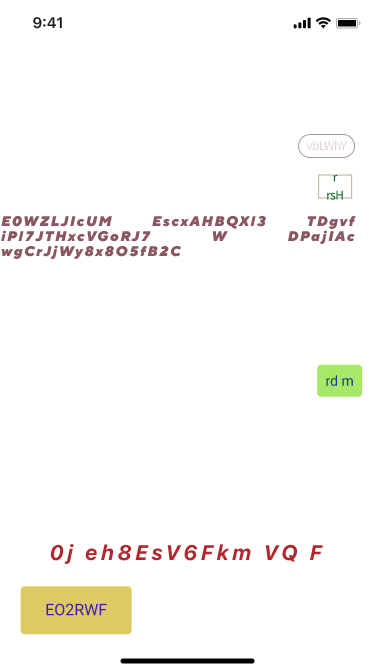 9:41
vbLWhY
r
rsH
E0WZLJIcUM EscxAHBQXI3 TDgvf
iPI7JTHxcVGoRJ7 W DPajIAc
wgCrJjWy8x8O5fB2C
rd m
0j eh8EsV6Fkm VQ F
EO2RWF